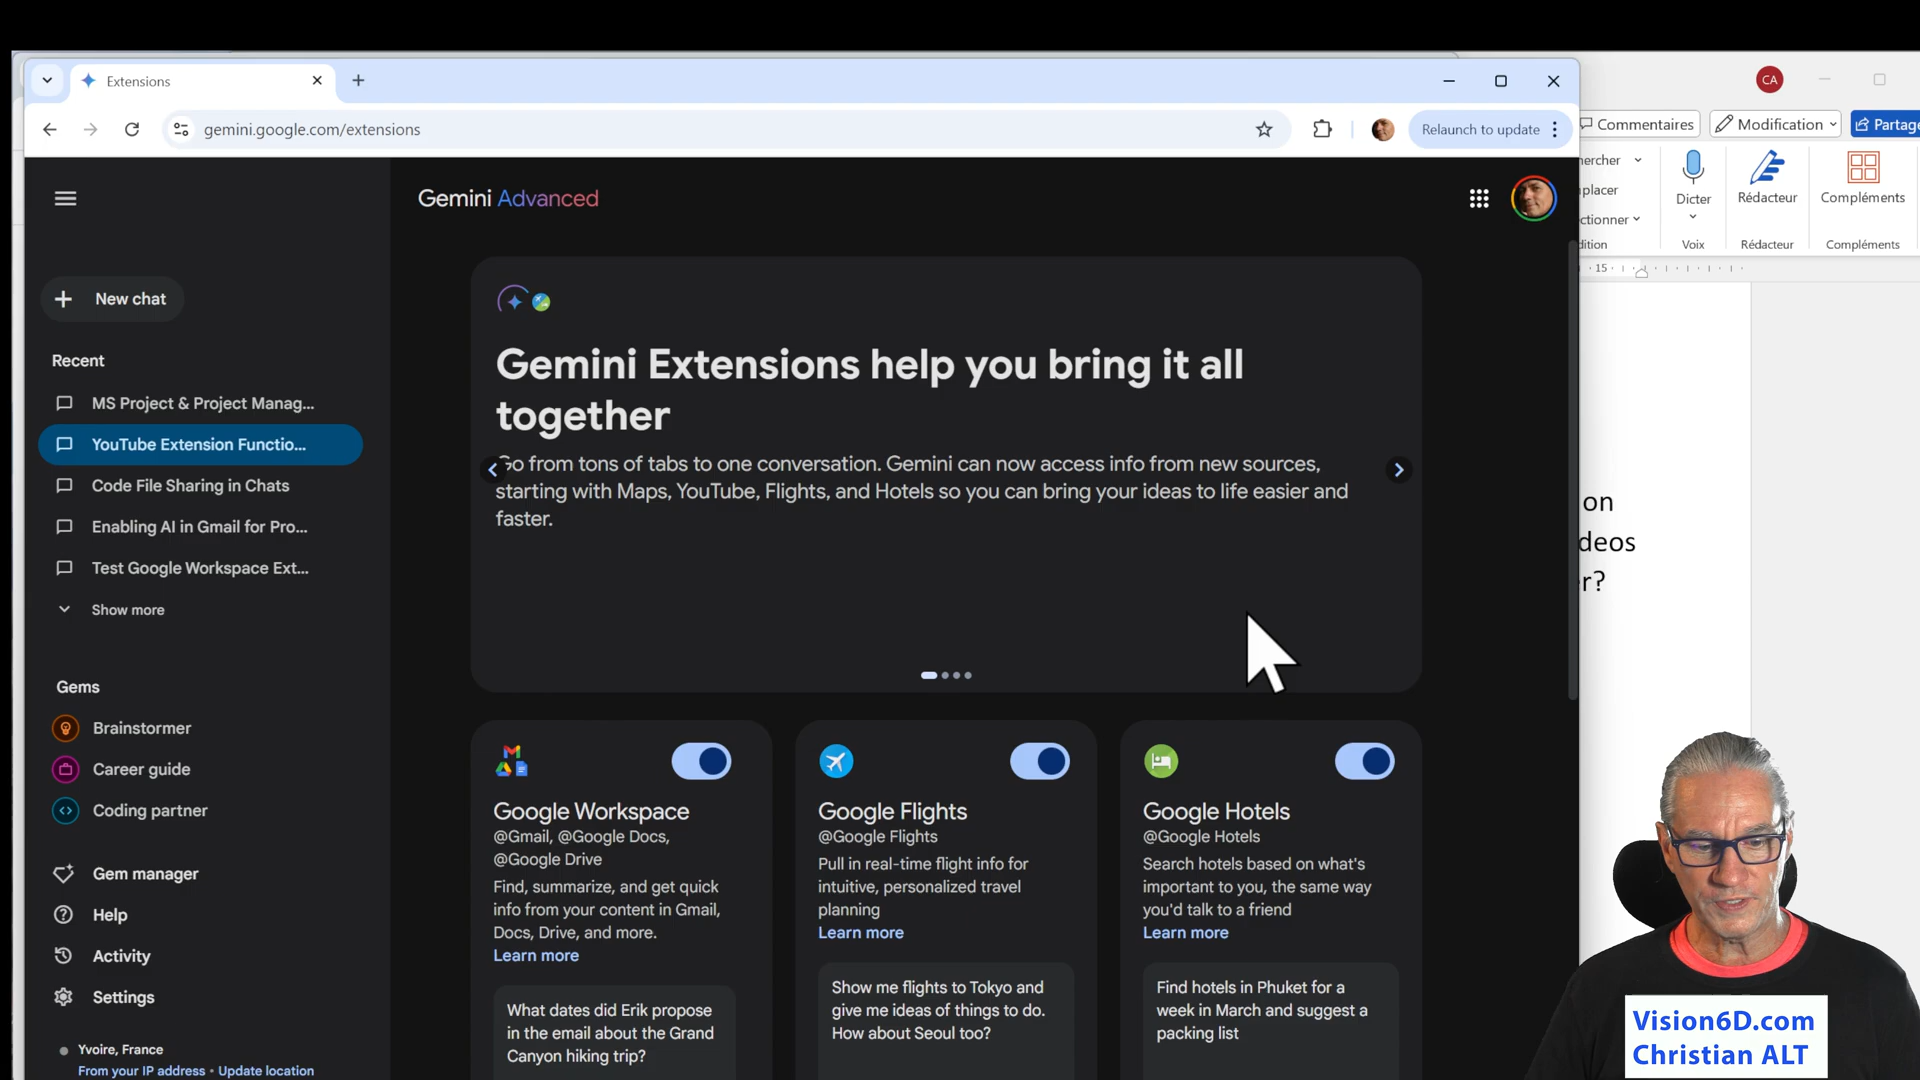 Extensions
gemini.google.com/extensions
Relaunch to update
CA
Commentaires
Modification
Partage
Gemini Advanced
ercher
placer
ctionner
dition
Dicter
Voix
Rédacteur
Rédacteur
Compléments
Compléments
15
New chat
Recent
MS Project & Project Manag...
YouTube Extension Functio...
Code File Sharing in Chats
Enabling AI in Gmail for Pro...
Test Google Workspace Ext...
Show more
Gems
Brainstormer
Career guide
Coding partner
Gem manager
Help
Activity
Settings
Yvoire, France
From your IP address • Update location
Gemini Extensions help you bring it all
together
Go from tons of tabs to one conversation. Gemini can now access info from new sources,
starting with Maps, YouTube, Flights, and Hotels so you can bring your ideas to life easier and
faster.
on
deos
r?
Google Workspace
@Gmail, @Google Docs,
@Google Drive
Find, summarize, and get quick
info from your content in Gmail,
Docs, Drive, and more.
Learn more
What dates did Erik propose
in the email about the Grand
Canyon hiking trip?
Google Flights
@Google Flights
Pull in real-time flight info for
intuitive, personalized travel
planning
Learn more
Show me flights to Tokyo and
give me ideas of things to do.
How about Seoul too?
Google Hotels
@Google Hotels
Search hotels based on what's
important to you, the same way
you'd talk to a friend
Learn more
Find hotels in Phuket for a
week in March and suggest a
packing list
Vision6D.com
Christian ALT